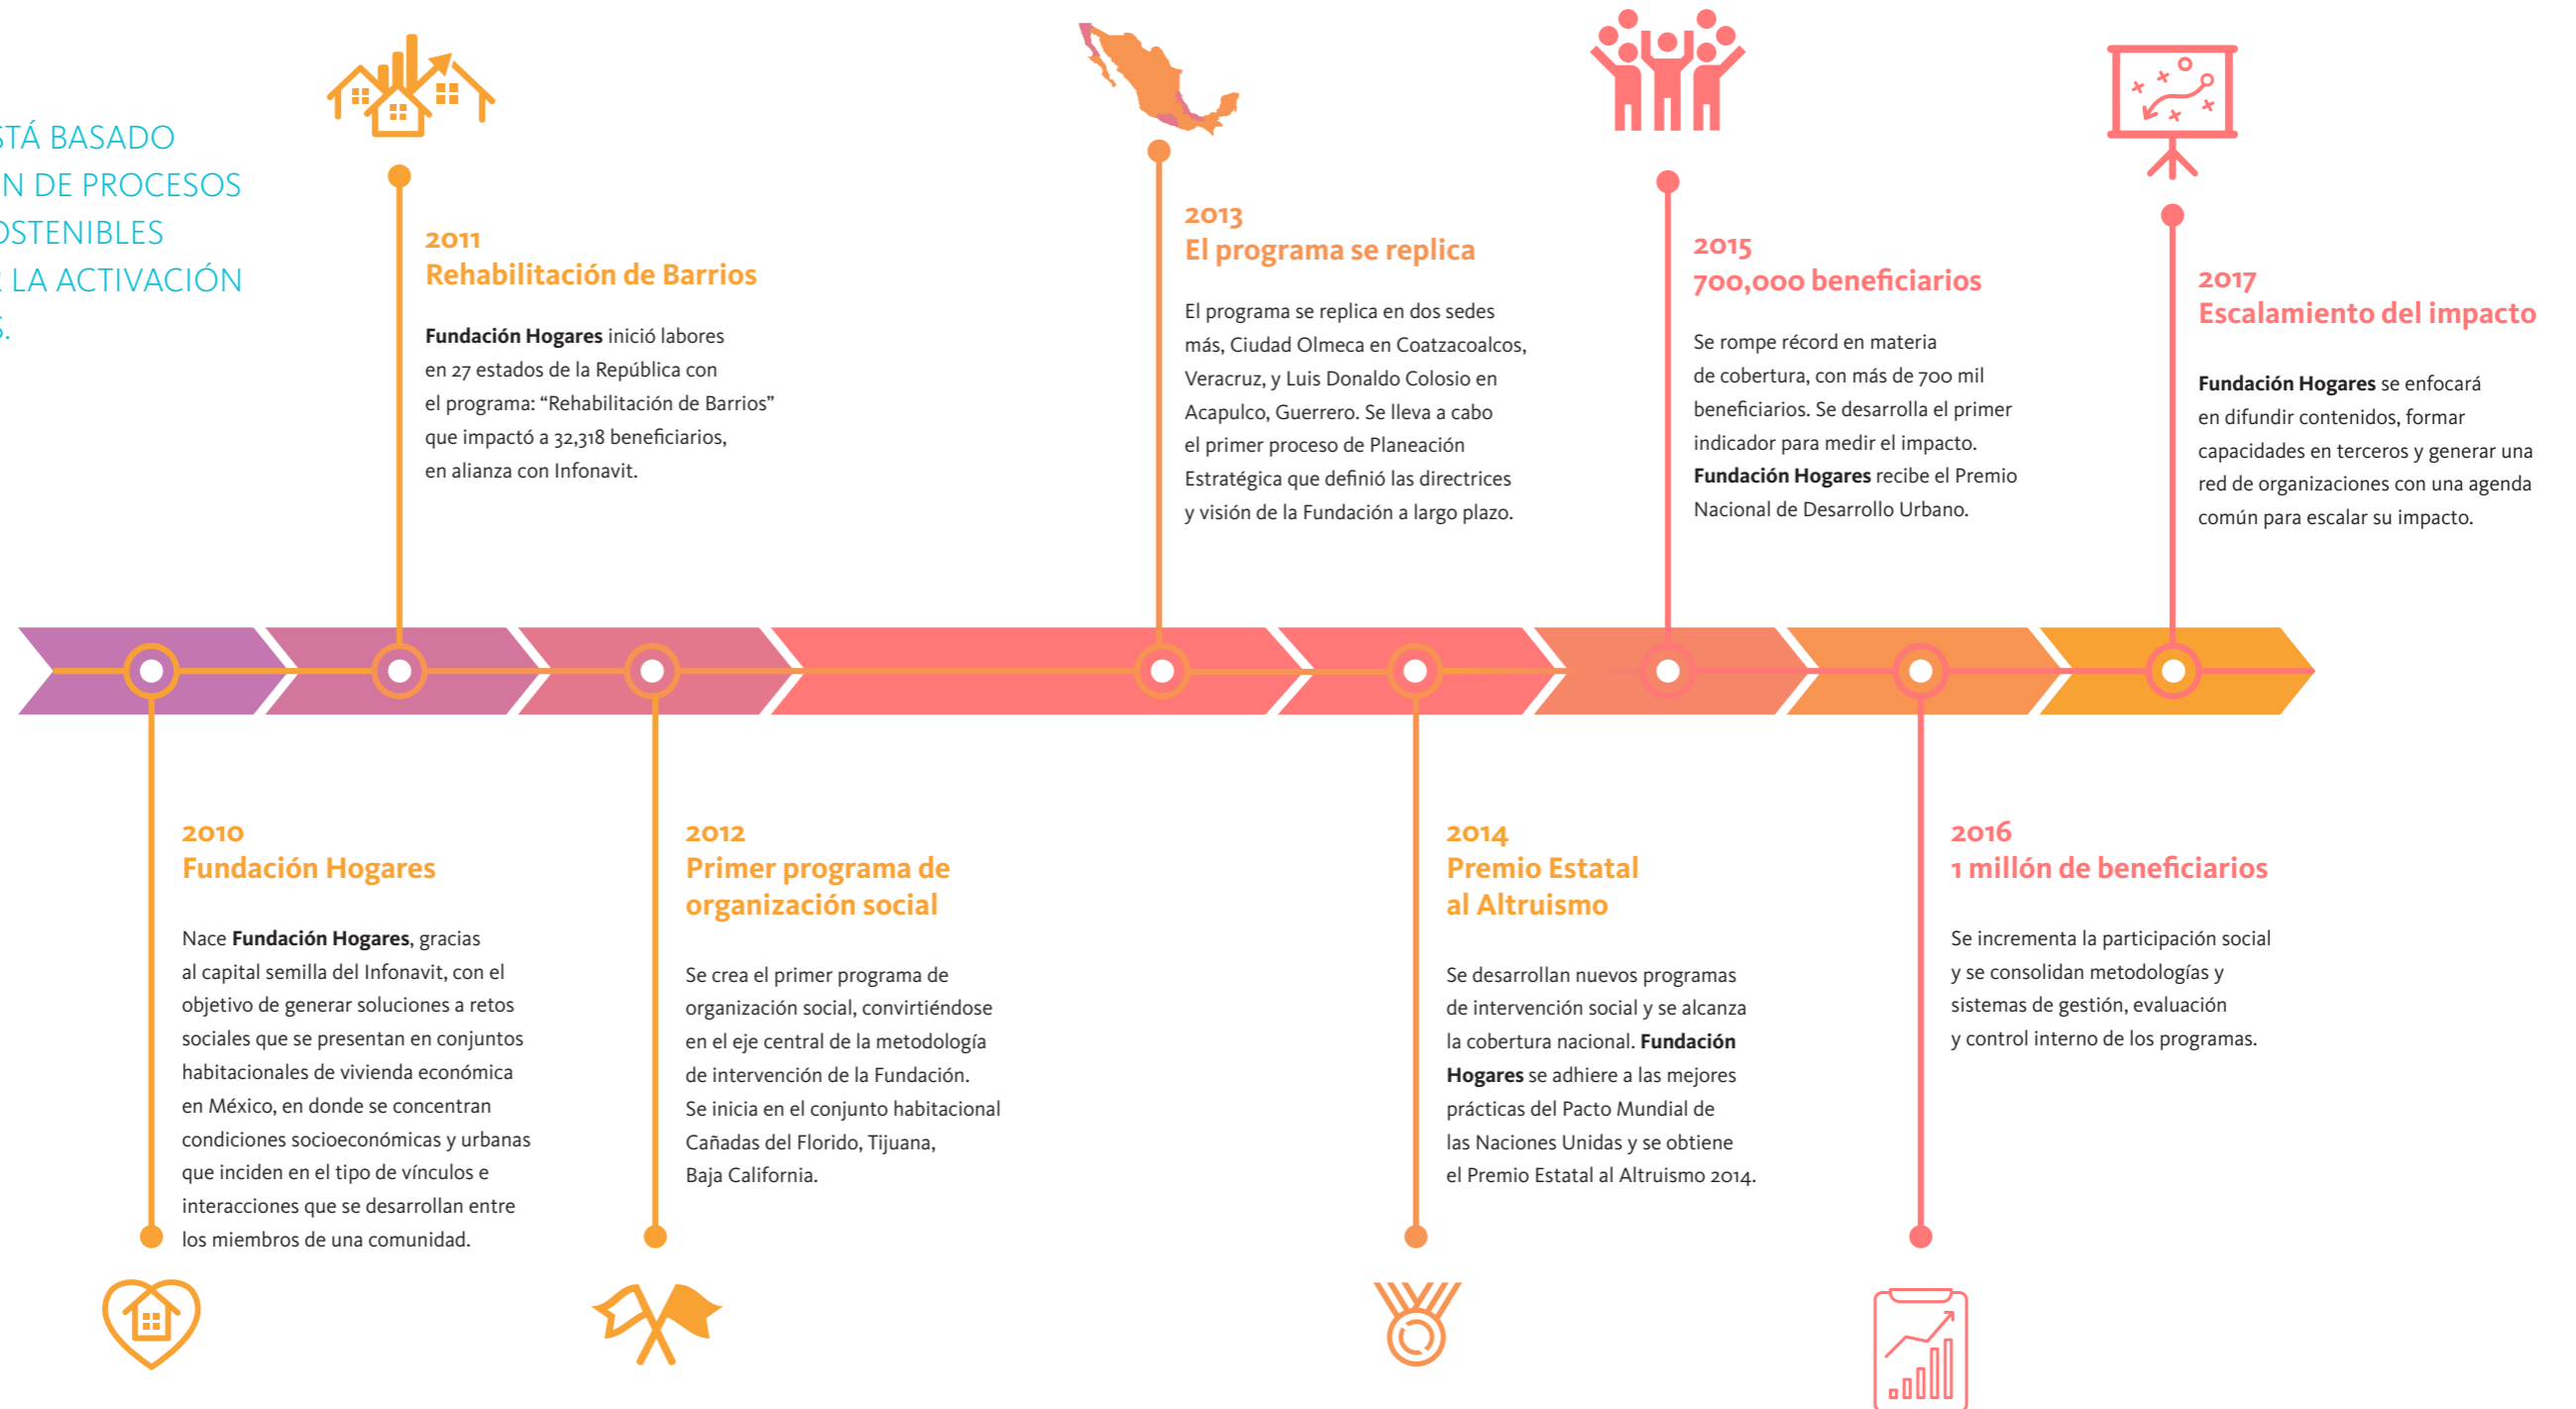 BASADO
DE PROCESOS
LA ACTIVACIÓN
2011
Rehabilitación de Barrios
Fundación Hogares inició labores
en 27 estados de la República con
el programa: “Rehabilitación de Barrios”
que impactó a 32,318 beneficiarios,
en alianza con Infonavit.
2013
El programa se replica
El programa se replica en dos sedes
más, Ciudad Olmeca en Coatzacoalcos,
Veracruz, y Luis Donaldo Colosio en
Acapulco, Guerrero. Se lleva a cabo
el primer proceso de Planeación
Estratégica que definió las directrices
y visión de la Fundación a largo plazo.
2015
700,000 beneficiarios
Se rompe récord en materia
de cobertura, con más de 700 mil
beneficiarios. Se desarrolla el primer
indicador para medir el impacto.
Fundación Hogares recibe el Premio
Nacional de Desarrollo Urbano.
2017
Escalamiento del impacto
Fundación Hogares se enfocará
en difundir contenidos, formar
capacidades en terceros y generar una
red de organizaciones con una agenda
común para escalar su impacto.
2010
Fundación Hogares
Nace Fundación Hogares, gracias
al capital semilla del Infonavit, con el
objetivo de generar soluciones a retos
sociales que se presentan en conjuntos
habitacionales de vivienda económica
en México, en donde se concentran
condiciones socioeconómicas y urbanas
que inciden en el tipo de vínculos e
interacciones que se desarrollan entre
los miembros de una comunidad.
2012
Primer programa de
organización social
Se crea el primer programa de
organización social, convirtiéndose
en el eje central de la metodología
de intervención de la Fundación.
Se inicia en el conjunto habitacional
Cañadas del Florido, Tijuana,
Baja California.
2014
Premio Estatal
al Altruismo
Se desarrollan nuevos programas
de intervención social y se alcanza
la cobertura nacional. Fundación
Hogares se adhiere a las mejores
prácticas del Pacto Mundial de
las Naciones Unidas y se obtiene
el Premio Estatal al Altruismo 2014.
2016
1 millón de beneficiarios
Se incrementa la participación social
y se consolidan metodologías y
sistemas de gestión, evaluación
y control interno de los programas.